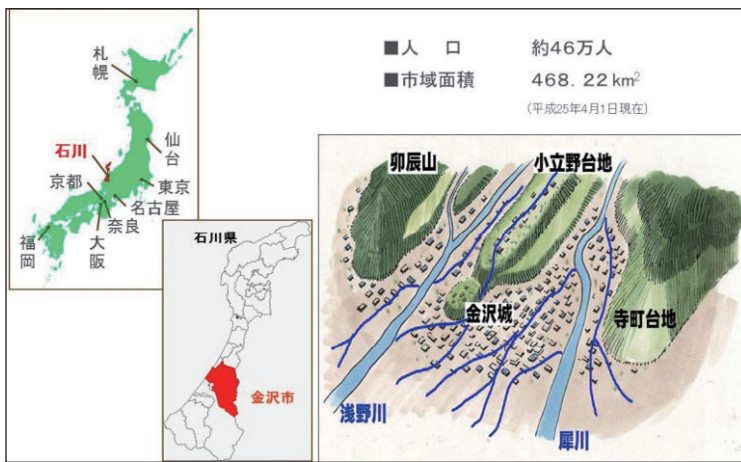 ■人　口　約46万人
■市域面積　468.22km²
(平成25年4月1日現在)
札幌
仙台
石川
京都
東京
名古屋
奈良
大阪
福岡
石川県
金沢市
卯辰山
小立野台地
金沢城
寺町台地
浅野川
犀川